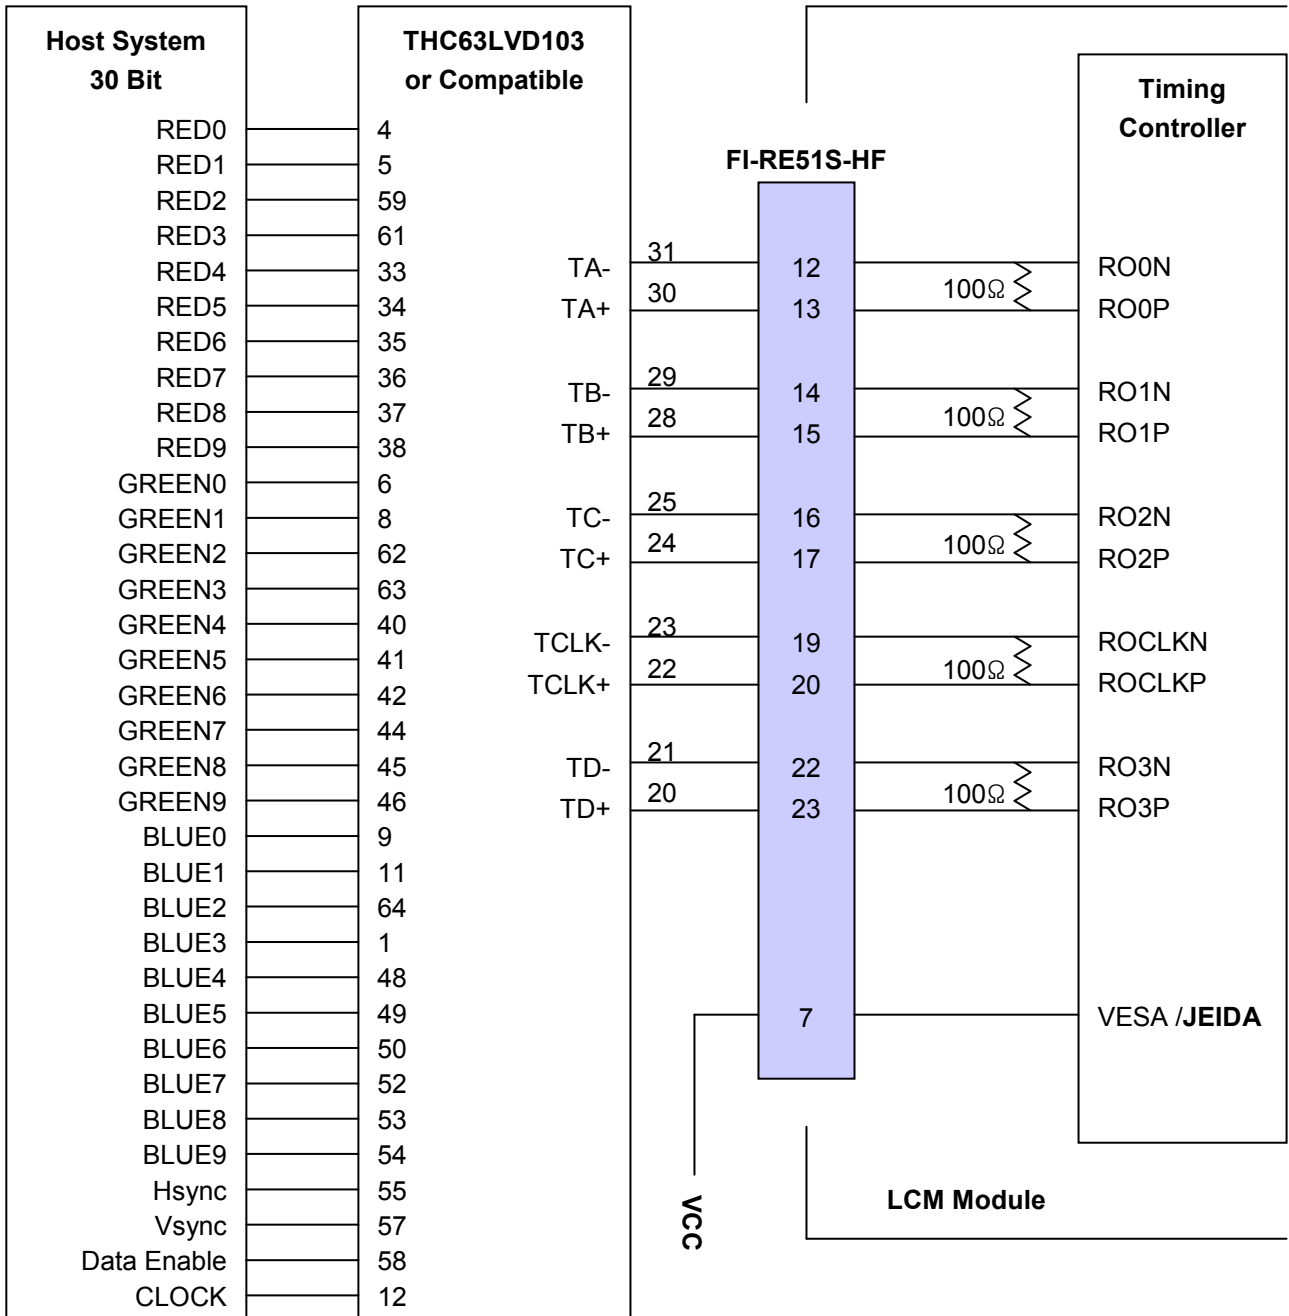 Host System
30 Bit
RED0
RED1
RED2
RED3
RED4
RED5
RED6
RED7
RED8
RED9
GREEN0
GREEN1
GREEN2
GREEN3
GREEN4
GREEN5
GREEN6
GREEN7
GREEN8
GREEN9
BLUE0
BLUE1
BLUE2
BLUE3
BLUE4
BLUE5
BLUE6
BLUE7
BLUE8
BLUE9
Hsync
Vsync
Data Enable
CLOCK
THC63LVD103
or Compatible
4
5
59
61
33
34
35
36
37
38
6
8
62
63
40
41
42
44
45
46
9
11
64
1
48
49
50
52
53
54
55
57
58
12
TA-
TA+
TB-
TB+
TC-
TC+
TCLK-
TCLK+
TD-
TD+
31
30
29
28
25
24
23
22
21
20
FI-RE51S-HF
12
13
14
15
16
17
19
20
22
23
7
VCC
100Ω
100Ω
100Ω
100Ω
100Ω
Timing
Controller
RO0N
RO0P
RO1N
RO1P
RO2N
RO2P
ROCLKN
ROCLKP
RO3N
RO3P
VESA /JEIDA
LCM Module